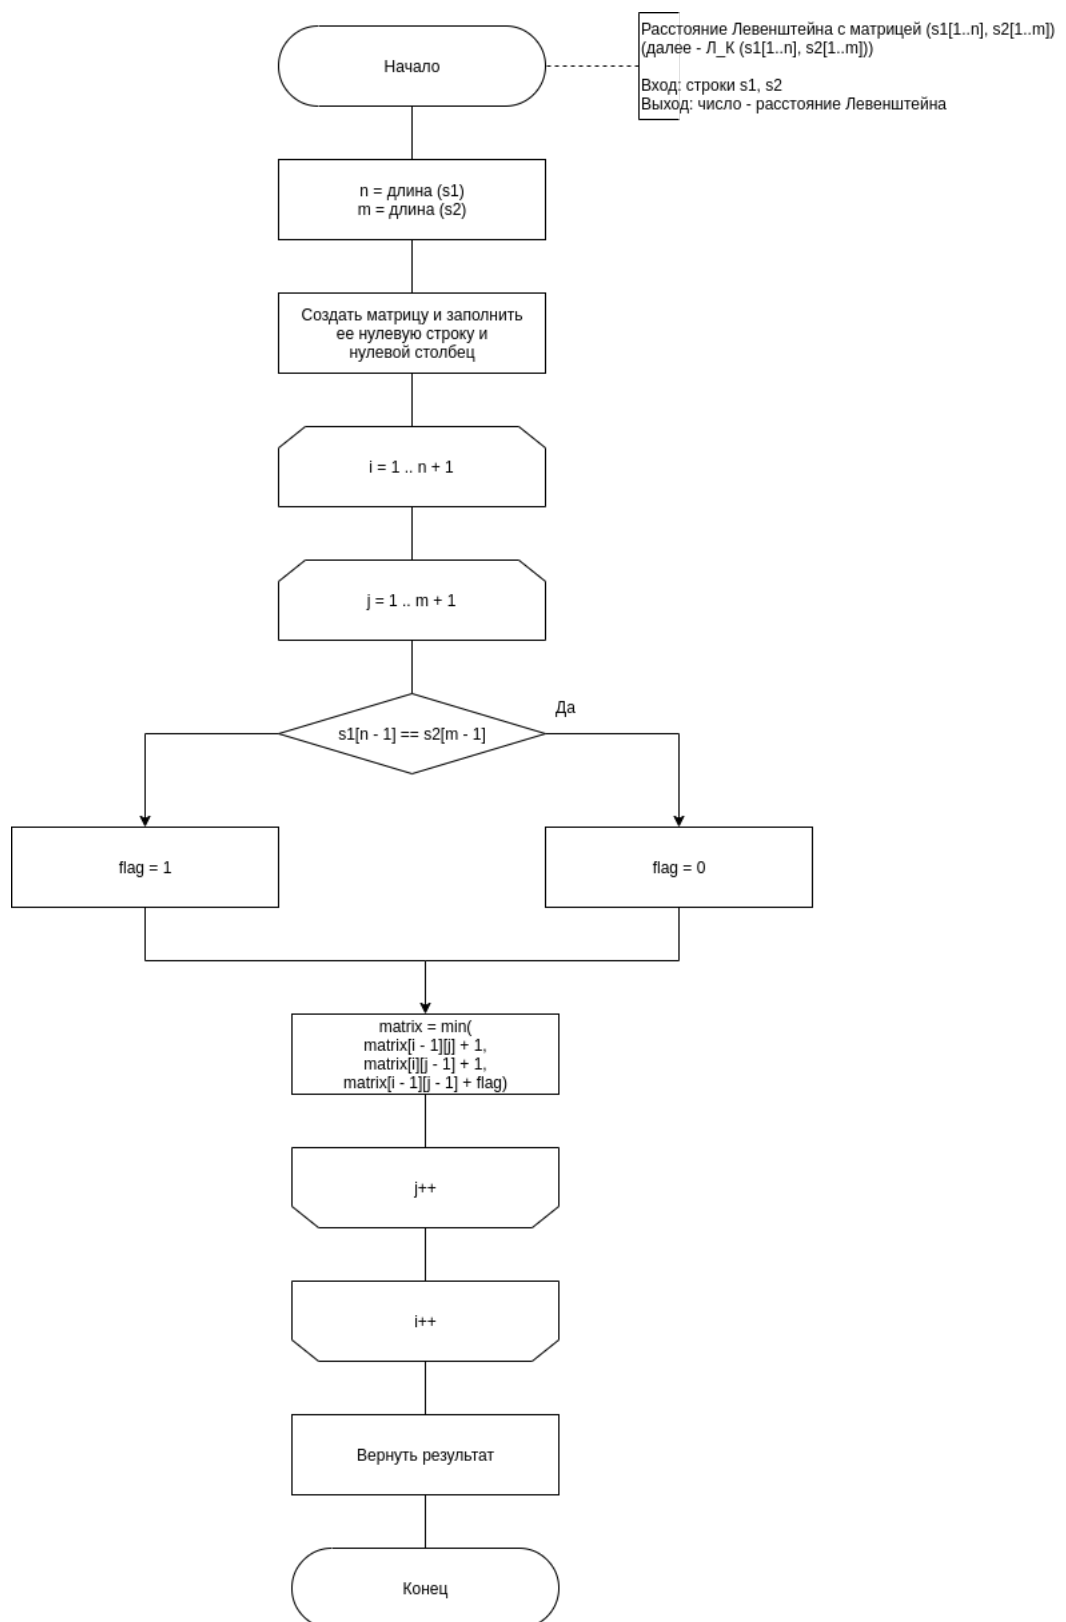 Начало
Расстояние Левенштейна с матрицей (s1[1..n], s2[1..m])
(далее - Л_К (s1[1..n], s2[1..m]))
Вход: строки s1, s2
Выход: число - расстояние Левенштейна
n = длина (s1)
m = длина (s2)
Создать матрицу и заполнить
ее нулевую строку и
нулевой столбец
i = 1 .. n + 1
j = 1 .. m + 1
Да
s1[n - 1] == s2[m - 1]
flag = 1
flag = 0
matrix = min(
matrix[i - 1][j] + 1,
matrix[i][j - 1] + 1,
matrix[i - 1][j - 1] + flag)
j++
i++
Вернуть результат
Конец